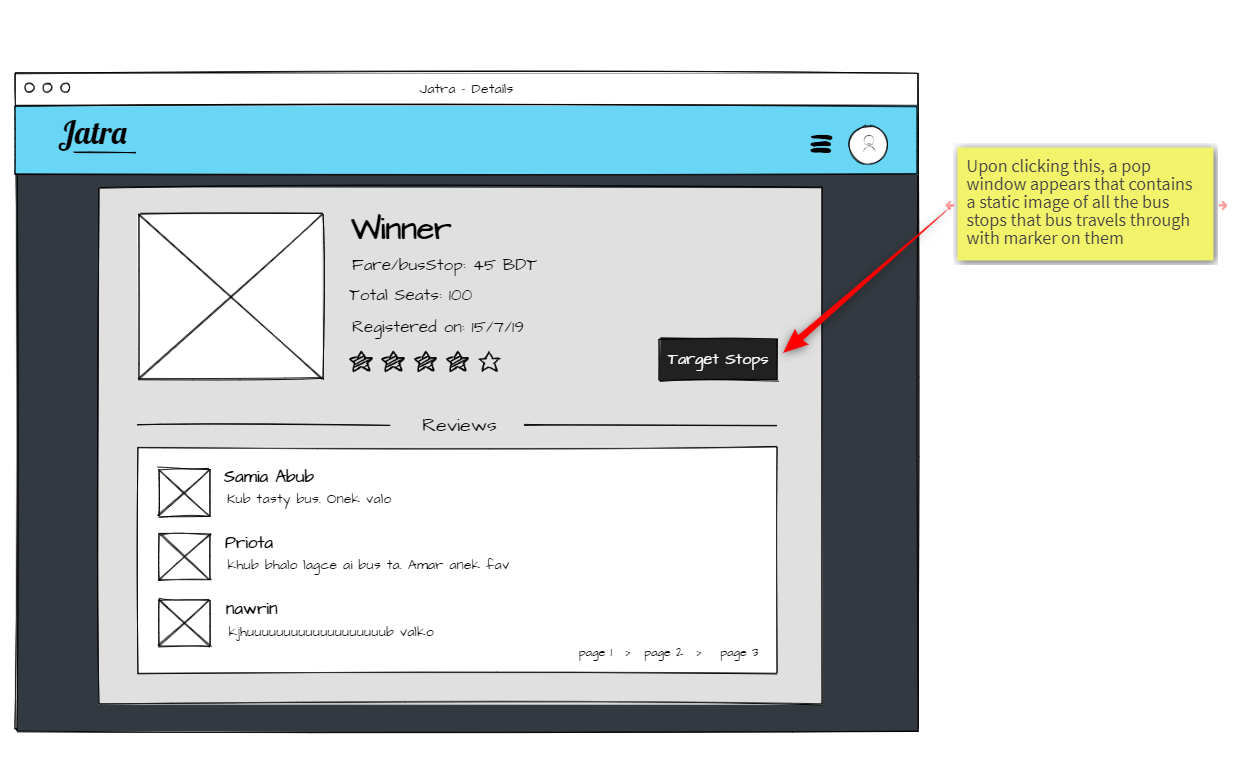 Jatra - Details
Jatra
Upon clicking this, a pop
window appears that contains
a static image of all the bus
stops that bus travels through
with marker on them
Winner
Fare/busStop: 45 BDT
Total Seats: 100
Registered on: 15/7/19
Target Stops
Reviews
Samia Abub
Kub tasty bus. Onek valo
Priota
khub bhalo lagce ai bus ta. Amar anek fav
nawrin
kjhuuuuuuuuuuuuuuuuuub valko
page 1 > page 2 > page 3